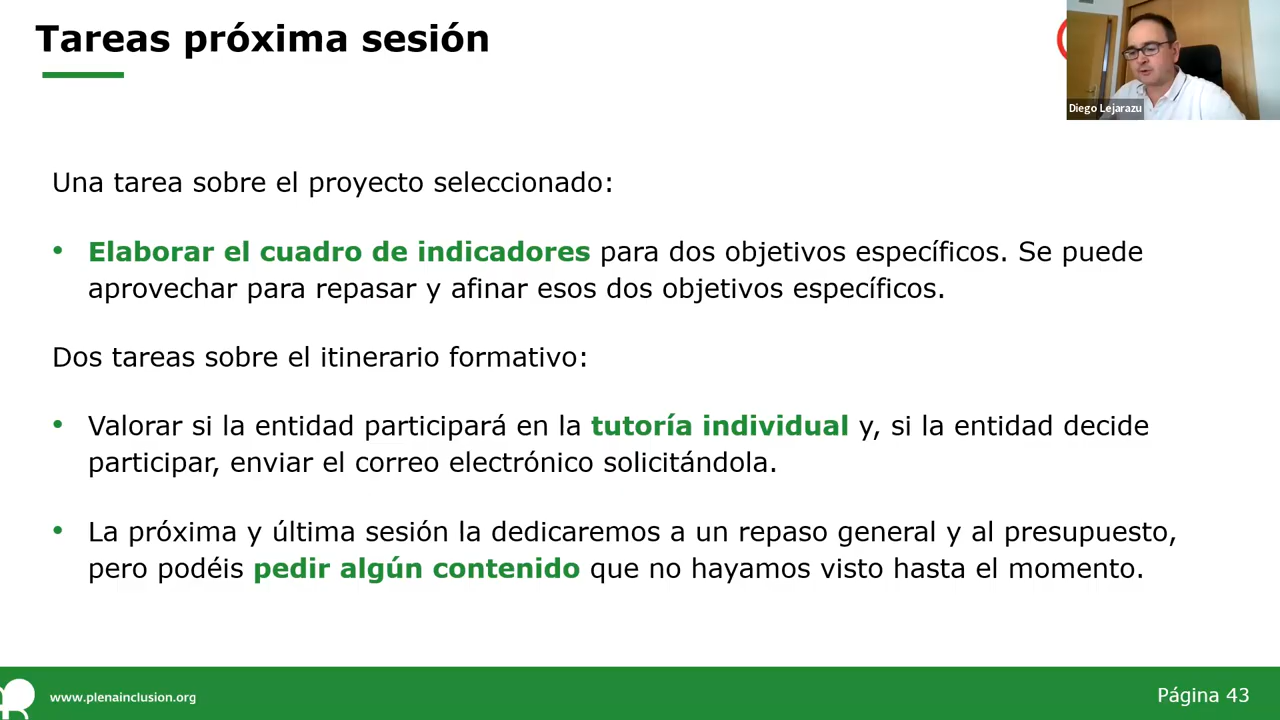 Tareas próxima sesión
Diego Lejarazu
Una tarea sobre el proyecto seleccionado:
• Elaborar el cuadro de indicadores para dos objetivos específicos. Se puede
aprovechar para repasar y afinar esos dos objetivos específicos.
Dos tareas sobre el itinerario formativo:
• Valorar si la entidad participará en la tutoría individual y, si la entidad decide
participar, enviar el correo electrónico solicitándola.
• La próxima y última sesión la dedicaremos a un repaso general y al presupuesto,
pero podéis pedir algún contenido que no hayamos visto hasta el momento.
www.plenainclusion.org
Página 43